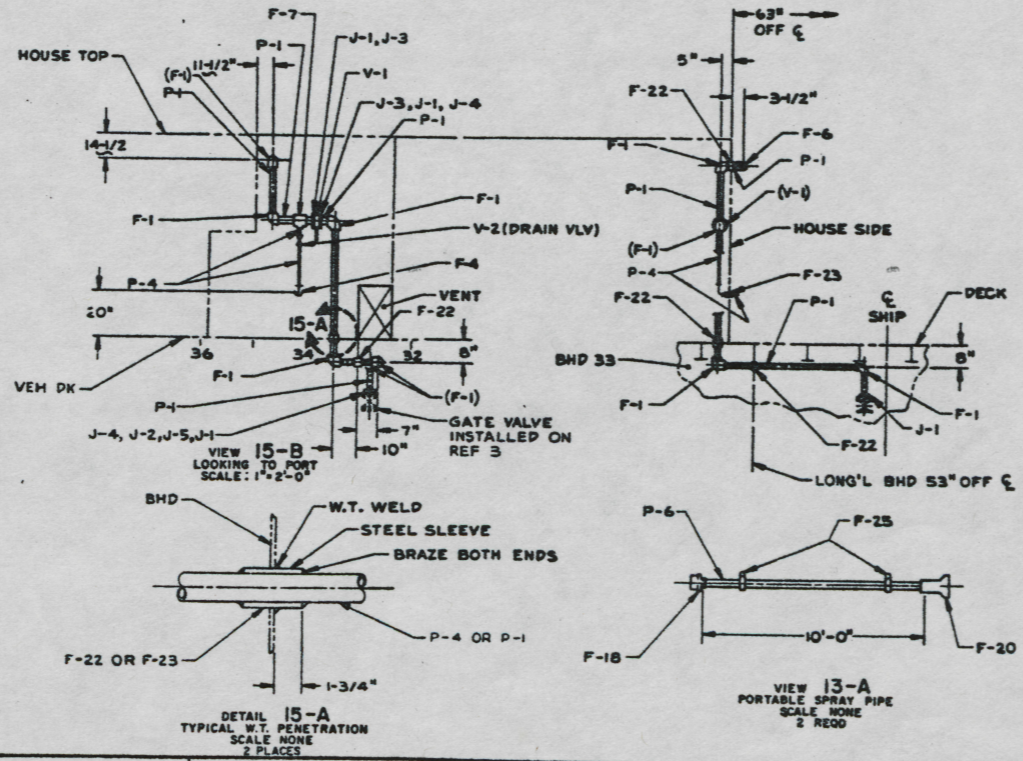 F-7
J-1, J-3
HOUSE TOP
P-1
11-1/2"
(F-1)
P-1
V-1
J-3, J-1, J-4
P-1
14-1/2
F-1
F-1
V-2 (DRAIN VLV)
P-4
F-4
VENT
15-A
F-22
20"
36
34
32
8"
VEH DK
F-1
(F-1)
P-1
7"
GATE VALVE
INSTALLED ON
REF 3
J-4, J-2, J-5, J-1
10"
VIEW 15-B
LOOKING TO PORT
SCALE: 1"=2'-0"
63"
OFF ℄
5"
F-22
3-1/2"
F-6
F-1
P-1
P-1
(V-1)
(F-1)
HOUSE SIDE
P-4
F-23
F-22
P-1
℄
SHIP
DECK
BHD 33
8"
F-1
F-1
J-1
F-22
LONG'L BHD 53" OFF ℄
BHD
W.T. WELD
STEEL SLEEVE
BRAZE BOTH ENDS
P-4 OR P-1
F-22 OR F-23
1-3/4"
DETAIL 15-A
TYPICAL W.T. PENETRATION
SCALE NONE
2 PLACES
P-6
F-25
10'-0"
F-18
F-20
VIEW 13-A
PORTABLE SPRAY PIPE
SCALE NONE
2 REQD